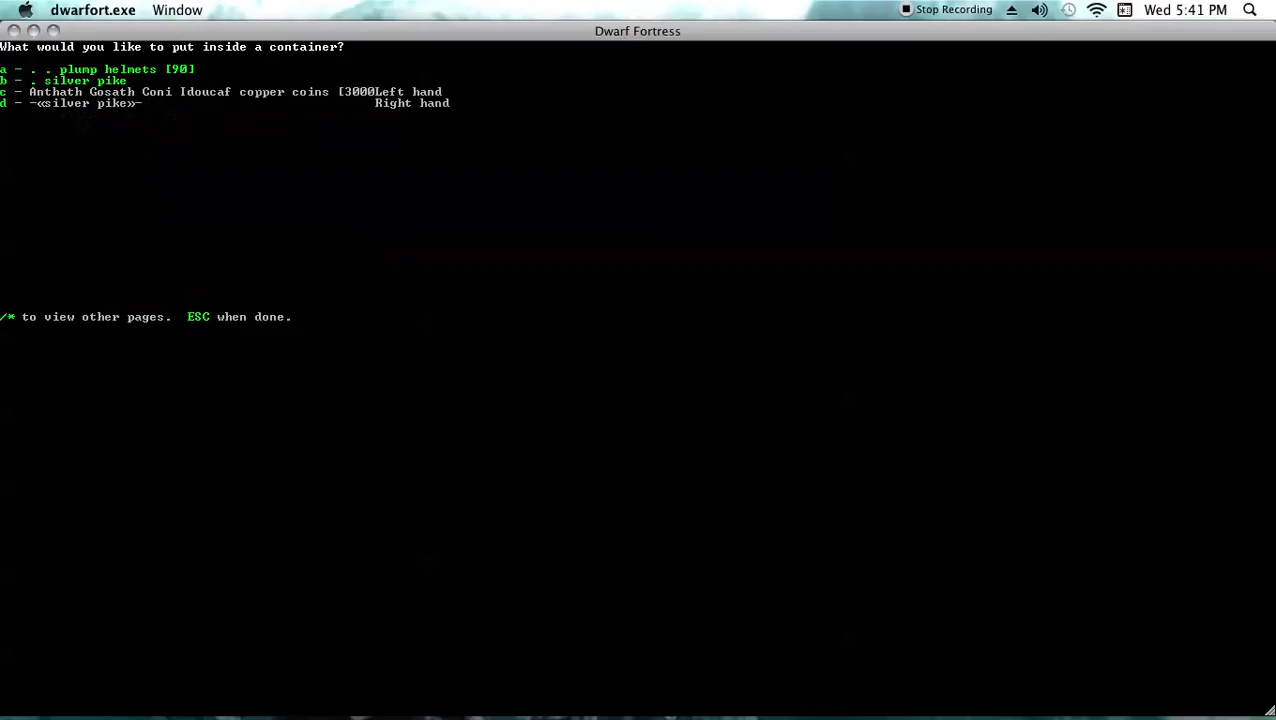 dwarfort.exe Window Stop Recording Wed 5:41 PM
Dwarf Fortress
What would you like to put inside a container?
a - . . plump helmets [90]
b - . silver pike
c - Anthath Gosath Coni Idoucaf copper coins [3000Left hand
d - -«silver pike»- Right hand
/* to view other pages. ESC when done.